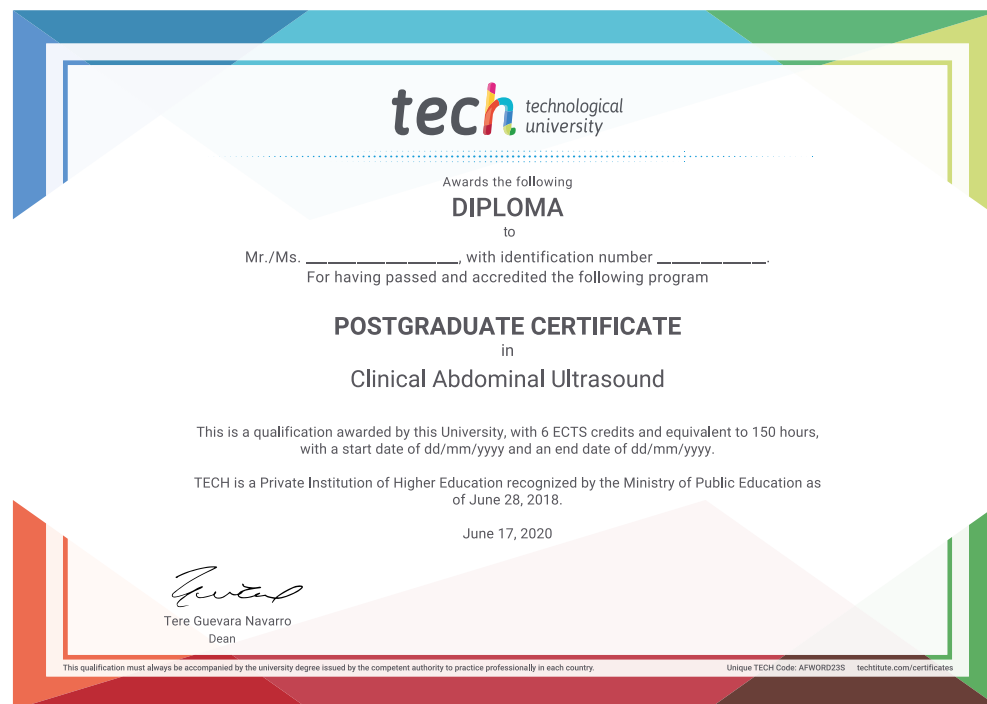 tech technological
university
Awards the following
DIPLOMA
to
Mr./Ms. ______________, with identification number __________.
For having passed and accredited the following program
POSTGRADUATE CERTIFICATE
in
Clinical Abdominal Ultrasound
This is a qualification awarded by this University, with 6 ECTS credits and equivalent to 150 hours,
with a start date of dd/mm/yyyy and an end date of dd/mm/yyyy.
TECH is a Private Institution of Higher Education recognized by the Ministry of Public Education as
of June 28, 2018.
June 17, 2020
Tere Guevara Navarro
Dean
This qualification must always be accompanied by the university degree issued by the competent authority to practice professionally in each country. Unique TECH Code: AFWORD23S techtitute.com/certificates